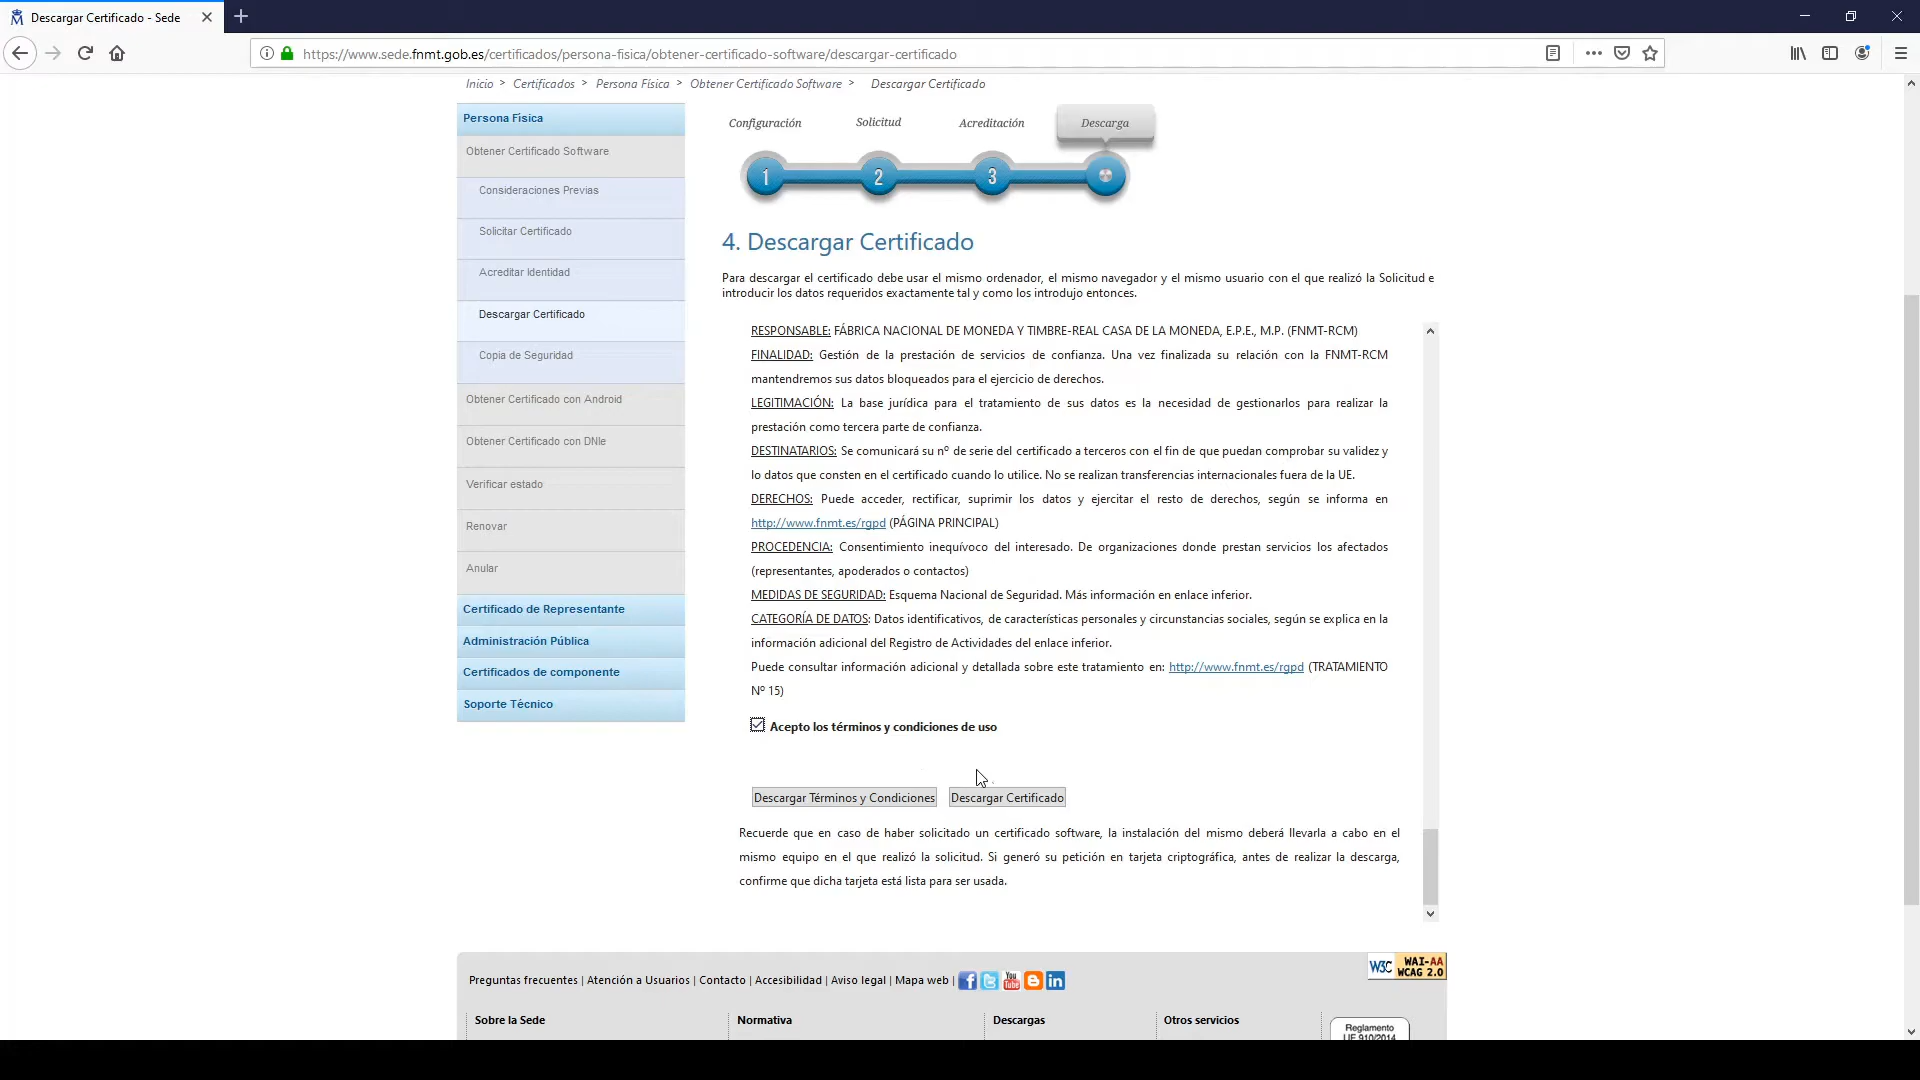 Descargar Certificado - Sede
https://www.sede.fnmt.gob.es/certificados/persona-fisica/obtener-certificado-software/descargar-certificado
Inicio > Certificados > Persona Física > Obtener Certificado Software > Descargar Certificado
Persona Física
Obtener Certificado Software
Consideraciones Previas
Solicitar Certificado
Acreditar Identidad
Descargar Certificado
Copia de Seguridad
Obtener Certificado con Android
Obtener Certificado con DNIe
Verificar estado
Renovar
Anular
Certificado de Representante
Administración Pública
Certificados de componente
Soporte Técnico
Configuración Solicitud Acreditación Descarga
1 2 3
4. Descargar Certificado
Para descargar el certificado debe usar el mismo ordenador, el mismo navegador y el mismo usuario con el que realizó la Solicitud e
introducir los datos requeridos exactamente tal y como los introdujo entonces.
RESPONSABLE: FÁBRICA NACIONAL DE MONEDA Y TIMBRE-REAL CASA DE LA MONEDA, E.P.E., M.P. (FNMT-RCM)
FINALIDAD: Gestión de la prestación de servicios de confianza. Una vez finalizada su relación con la FNMT-RCM
mantendremos sus datos bloqueados para el ejercicio de derechos.
LEGITIMACIÓN: La base jurídica para el tratamiento de sus datos es la necesidad de gestionarlos para realizar la
prestación como tercera parte de confianza.
DESTINATARIOS: Se comunicará su nº de serie del certificado a terceros con el fin de que puedan comprobar su validez y
lo datos que consten en el certificado cuando lo utilice. No se realizan transferencias internacionales fuera de la UE.
DERECHOS: Puede acceder, rectificar, suprimir los datos y ejercitar el resto de derechos, según se informa en
http://www.fnmt.es/rgpd (PÁGINA PRINCIPAL)
PROCEDENCIA: Consentimiento inequívoco del interesado. De organizaciones donde prestan servicios los afectados
(representantes, apoderados o contactos)
MEDIDAS DE SEGURIDAD: Esquema Nacional de Seguridad. Más información en enlace inferior.
CATEGORÍA DE DATOS: Datos identificativos, de características personales y circunstancias sociales, según se explica en la
información adicional del Registro de Actividades del enlace inferior.
Puede consultar información adicional y detallada sobre este tratamiento en: http://www.fnmt.es/rgpd (TRATAMIENTO
Nº 15)
Acepto los términos y condiciones de uso
Descargar Términos y Condiciones Descargar Certificado
Recuerde que en caso de haber solicitado un certificado software, la instalación del mismo deberá llevarla a cabo en el
mismo equipo en el que realizó la solicitud. Si generó su petición en tarjeta criptográfica, antes de realizar la descarga,
confirme que dicha tarjeta está lista para ser usada.
W3C WAI-AA
WCAG 2.0
Preguntas frecuentes | Atención a Usuarios | Contacto | Accesibilidad | Aviso legal | Mapa web |
You
Tube
in
Sobre la Sede Normativa Descargas Otros servicios
Reglamento
UE 910/2014